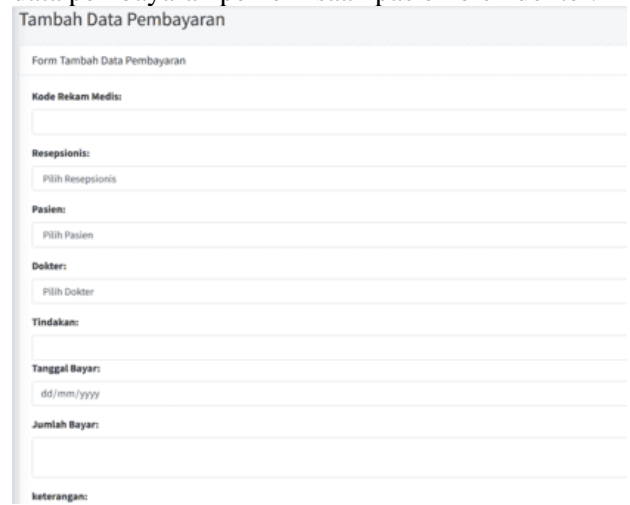 Tambah Data Pembayaran
Form Tambah Data Pembayaran
Kode Rekam Medis:
Resepsionis:
Pilih Resepsionis
Pasien:
Pilih Pasien
Dokter:
Pilih Dokter
Tindakan:
Tanggal Bayar:
dd/mm/yyyy
Jumlah Bayar:
keterangan: